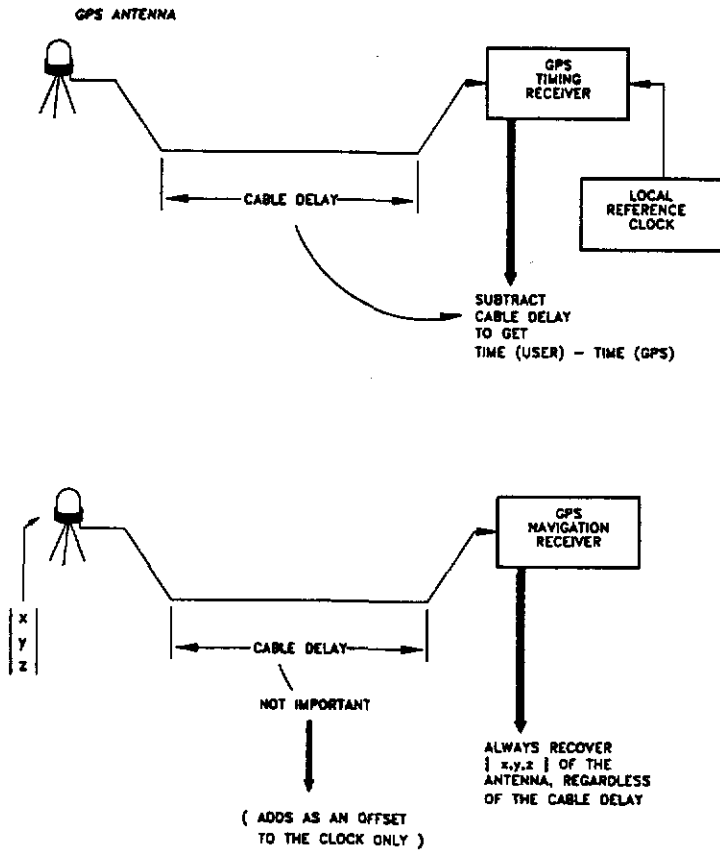 GPS ANTENNA
GPS
TIMING
RECEIVER
CABLE DELAY
LOCAL
REFERENCE
CLOCK
SUBTRACT
CABLE DELAY
TO GET
TIME (USER) – TIME (GPS)
GPS
NAVIGATION
RECEIVER
x
y
z
CABLE DELAY
NOT IMPORTANT
ALWAYS RECOVER
| x,y,z | OF THE
ANTENNA, REGARDLESS
OF THE CABLE DELAY
( ADDS AS AN OFFSET
TO THE CLOCK ONLY )